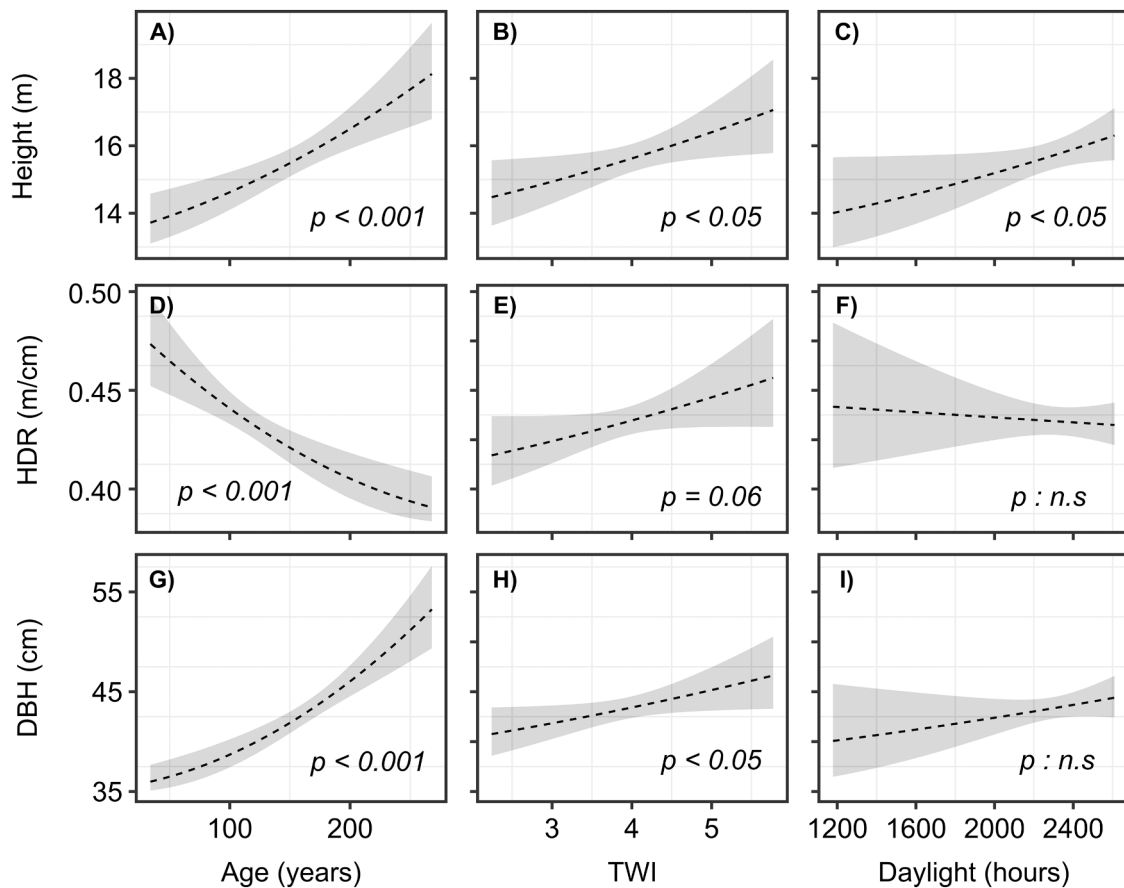 A) B) C)
Height (m)
18
16
14
p < 0.001 p < 0.05 p < 0.05
D) E) F)
HDR (m/cm)
0.50
0.45
0.40
p < 0.001 p = 0.06 p : n.s
G) H) I)
DBH (cm)
55
45
35
p < 0.001 p < 0.05 p : n.s
100 200 3 4 5 1200 1600 2000 2400
Age (years) TWI Daylight (hours)